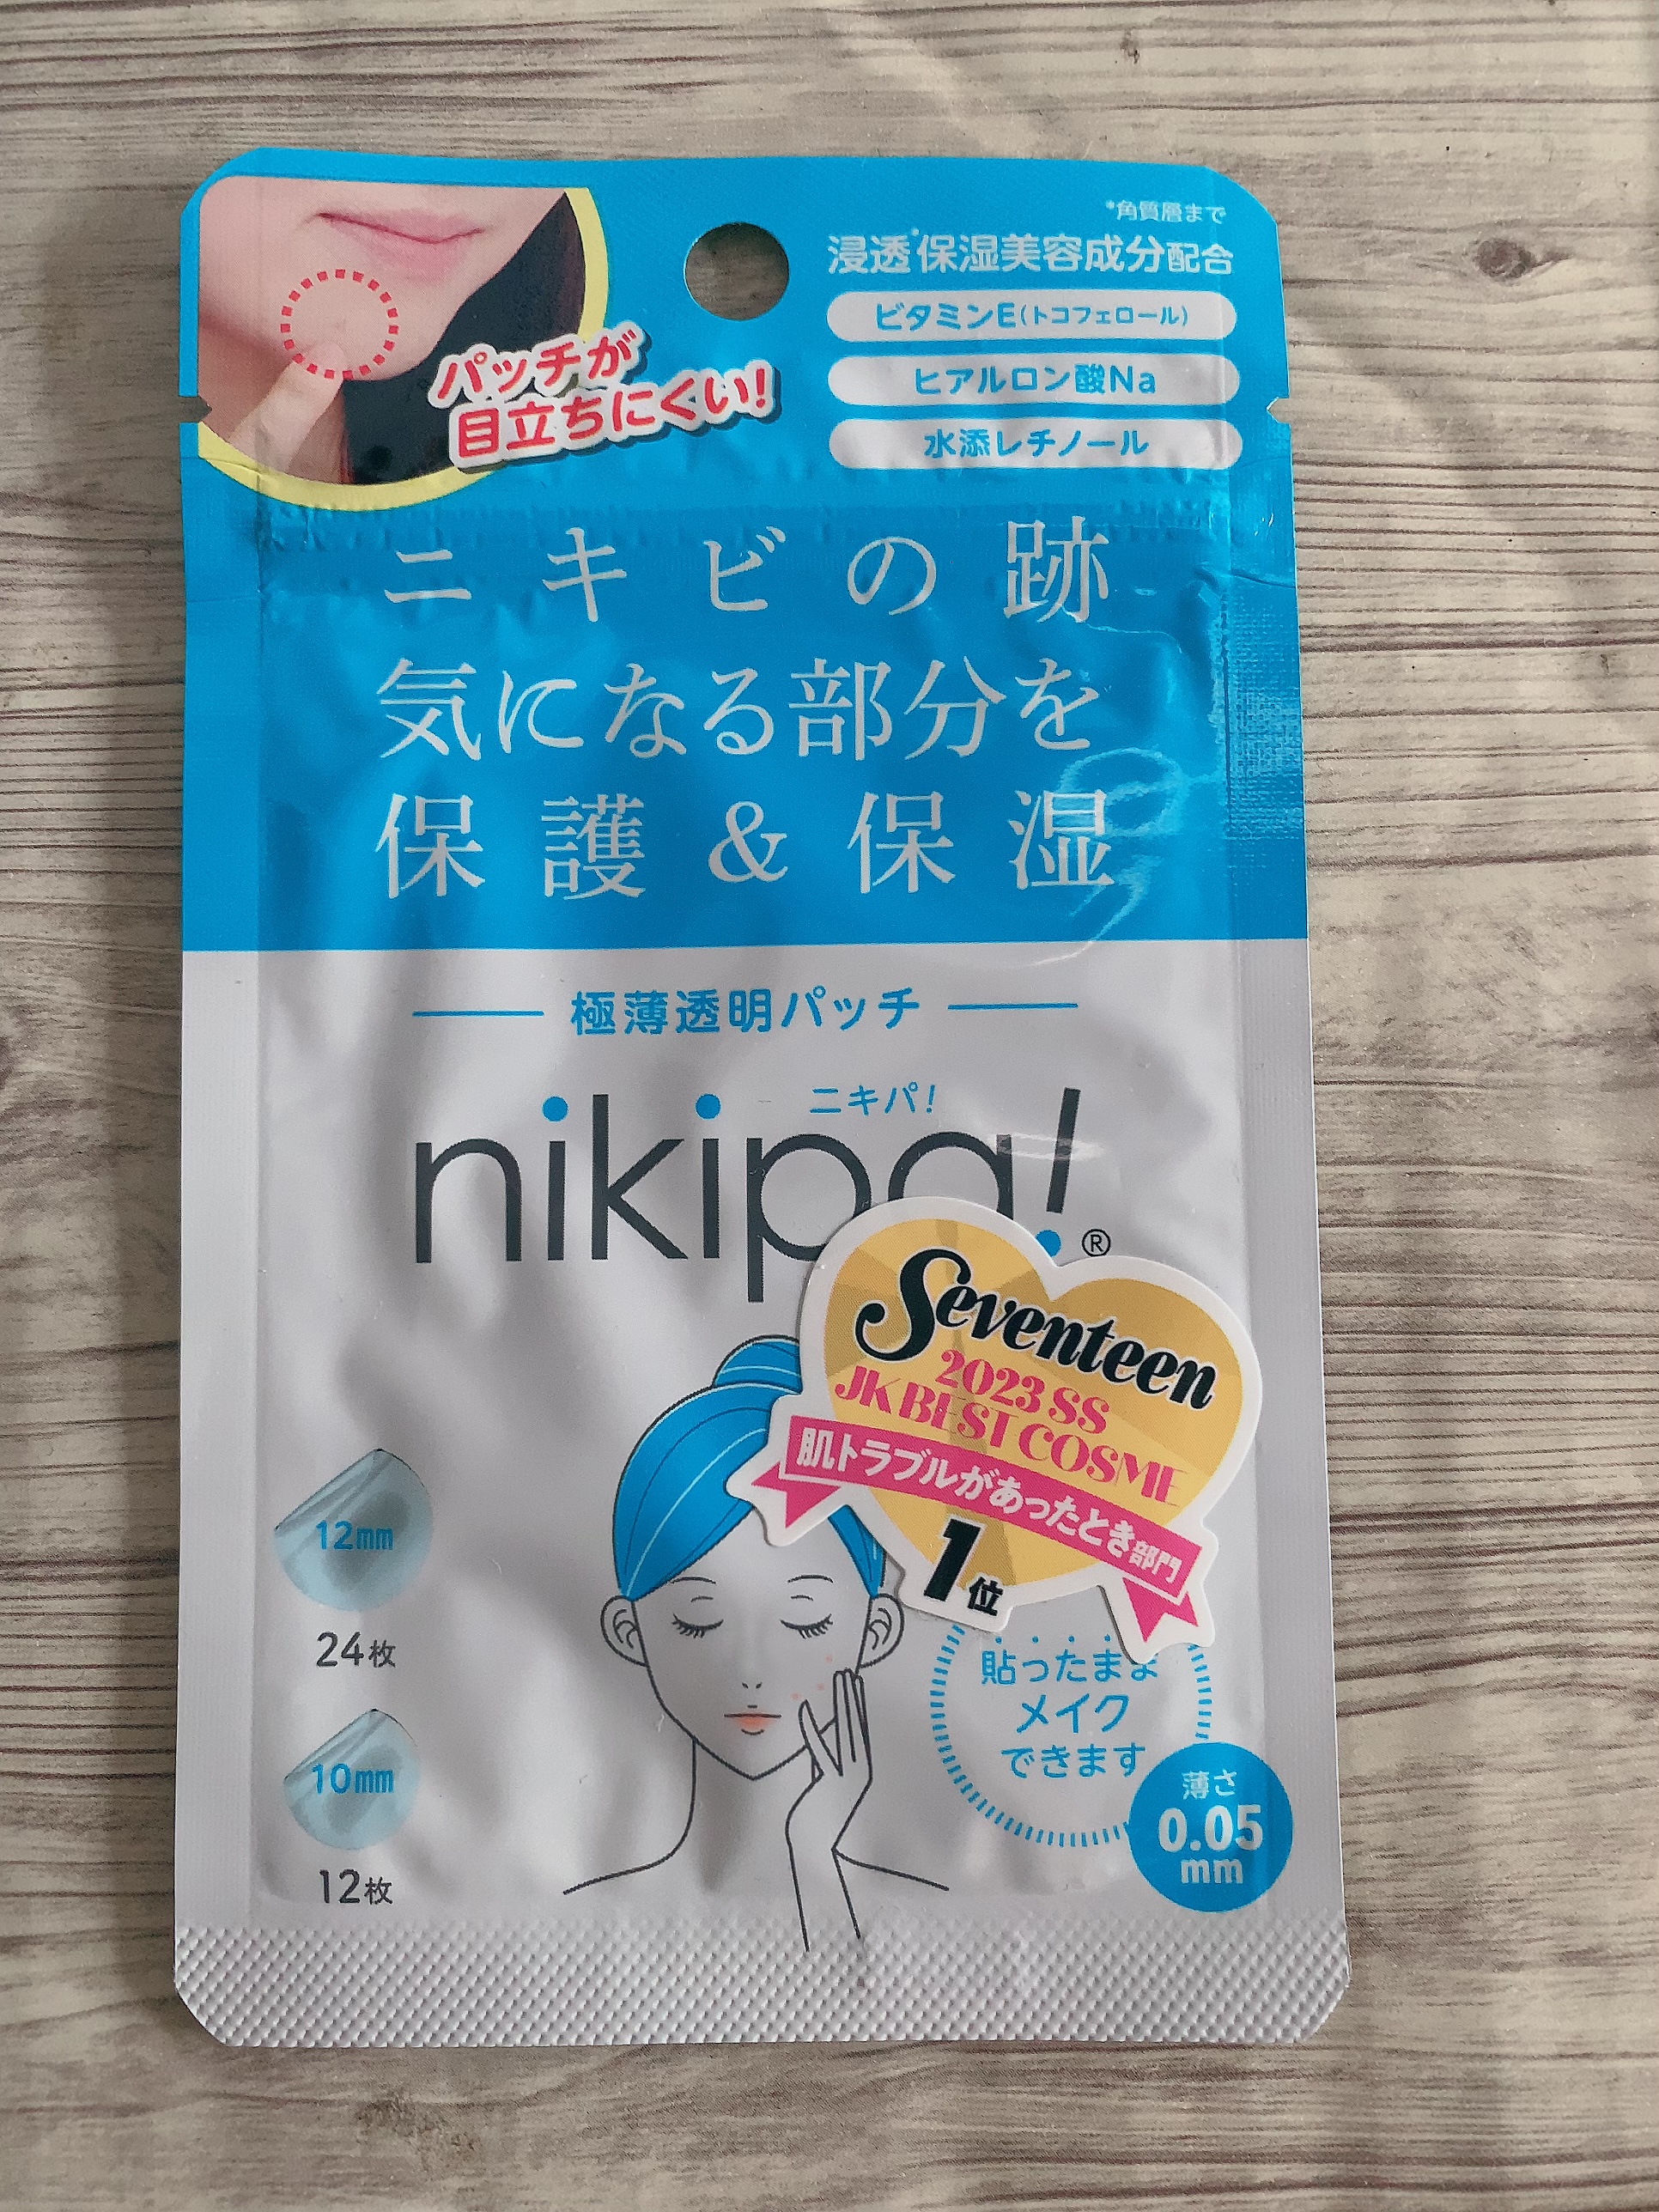 *角質層まで
浸透*保湿美容成分配合
ビタミンE(トコフェロール)
ヒアルロン酸Na
水添レチノール
パッチが
目立ちにくい!
ニキビの跡
気になる部分を
保護&保湿
極薄透明パッチ
ニキパ!
nikipa!®
Seventeen
2023 SS
JK BEST COSME
肌トラブルがあったとき部門
1位
12mm
24枚
10mm
12枚
貼ったまま
メイク
できます
薄さ
0.05
mm